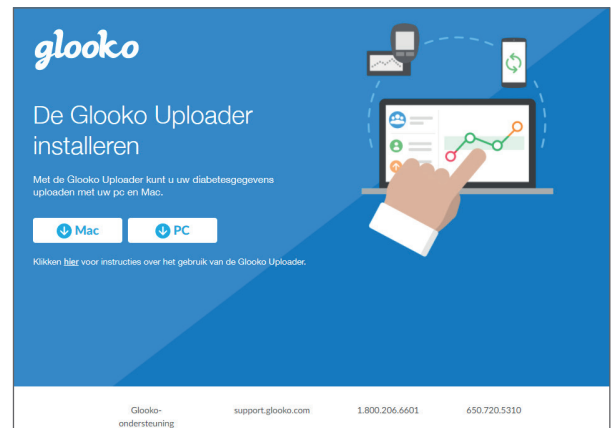 glooko
De Glooko Uploader
installeren
Met de Glooko Uploader kunt u uw diabetesgegevens
uploaden met uw pc en Mac.
Mac PC
Klikken hier voor instructies over het gebruik van de Glooko Uploader.
Glooko-
ondersteuning
support.glooko.com
1.800.206.6601
650.720.5310